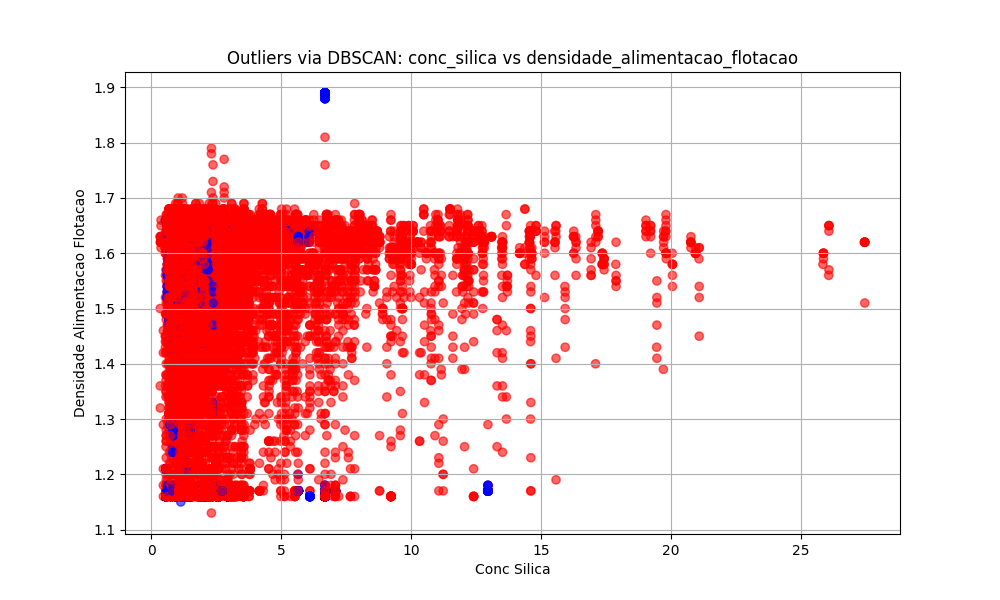 Outliers via DBSCAN: conc_silica vs densidade_alimentacao_flotacao
Densidade Alimentacao Flotacao
1.9
1.8
1.7
1.6
1.5
1.4
1.3
1.2
1.1
0 5 10 15 20 25
Conc Silica